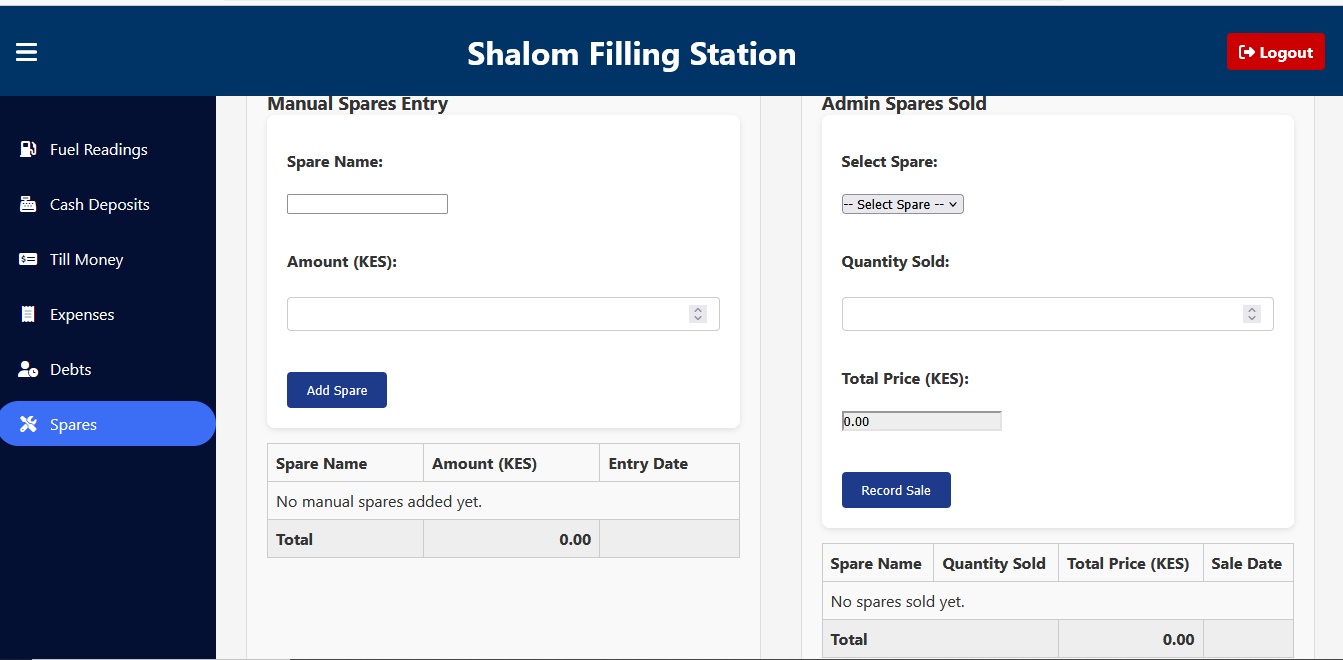 Shalom Filling Station
Logout
Fuel Readings
Cash Deposits
Till Money
Expenses
Debts
Spares
Manual Spares Entry
Spare Name:
Amount (KES):
Add Spare
Spare Name Amount (KES) Entry Date
No manual spares added yet.
Total 0.00
Admin Spares Sold
Select Spare:
-- Select Spare --
Quantity Sold:
Total Price (KES):
0.00
Record Sale
Spare Name Quantity Sold Total Price (KES) Sale Date
No spares sold yet.
Total 0.00